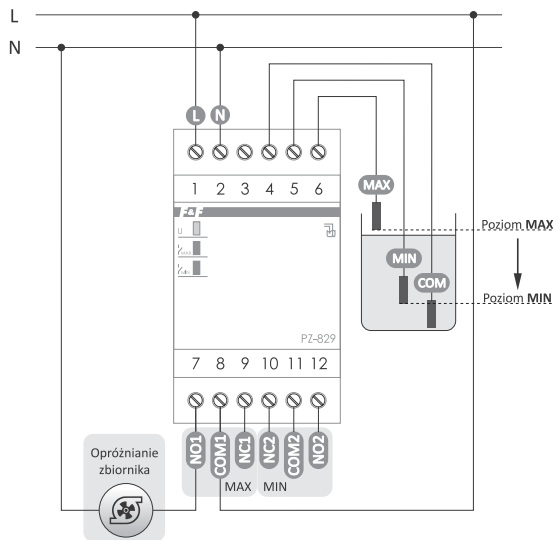 L
N
L N
1 2 3 4 5 6
F&F
MAX
Poziom MAX
U
MAX
MIN
MIN
COM
Poziom MIN
PZ-829
7 8 9 10 11 12
NO1 COM1 NC1 NC2 COM2 NO2
MAX MIN
Opróżnianie
zbiornika